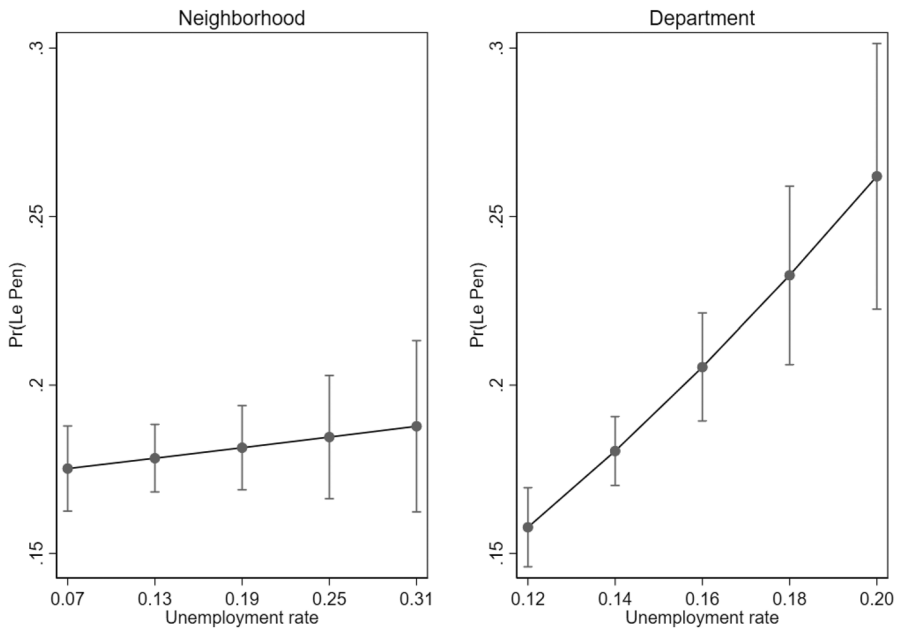 Neighborhood
Pr(Le Pen)
.3
.25
.2
.15
0.07 0.13 0.19 0.25 0.31
Unemployment rate
Department
Pr(Le Pen)
.3
.25
.2
.15
0.12 0.14 0.16 0.18 0.20
Unemployment rate